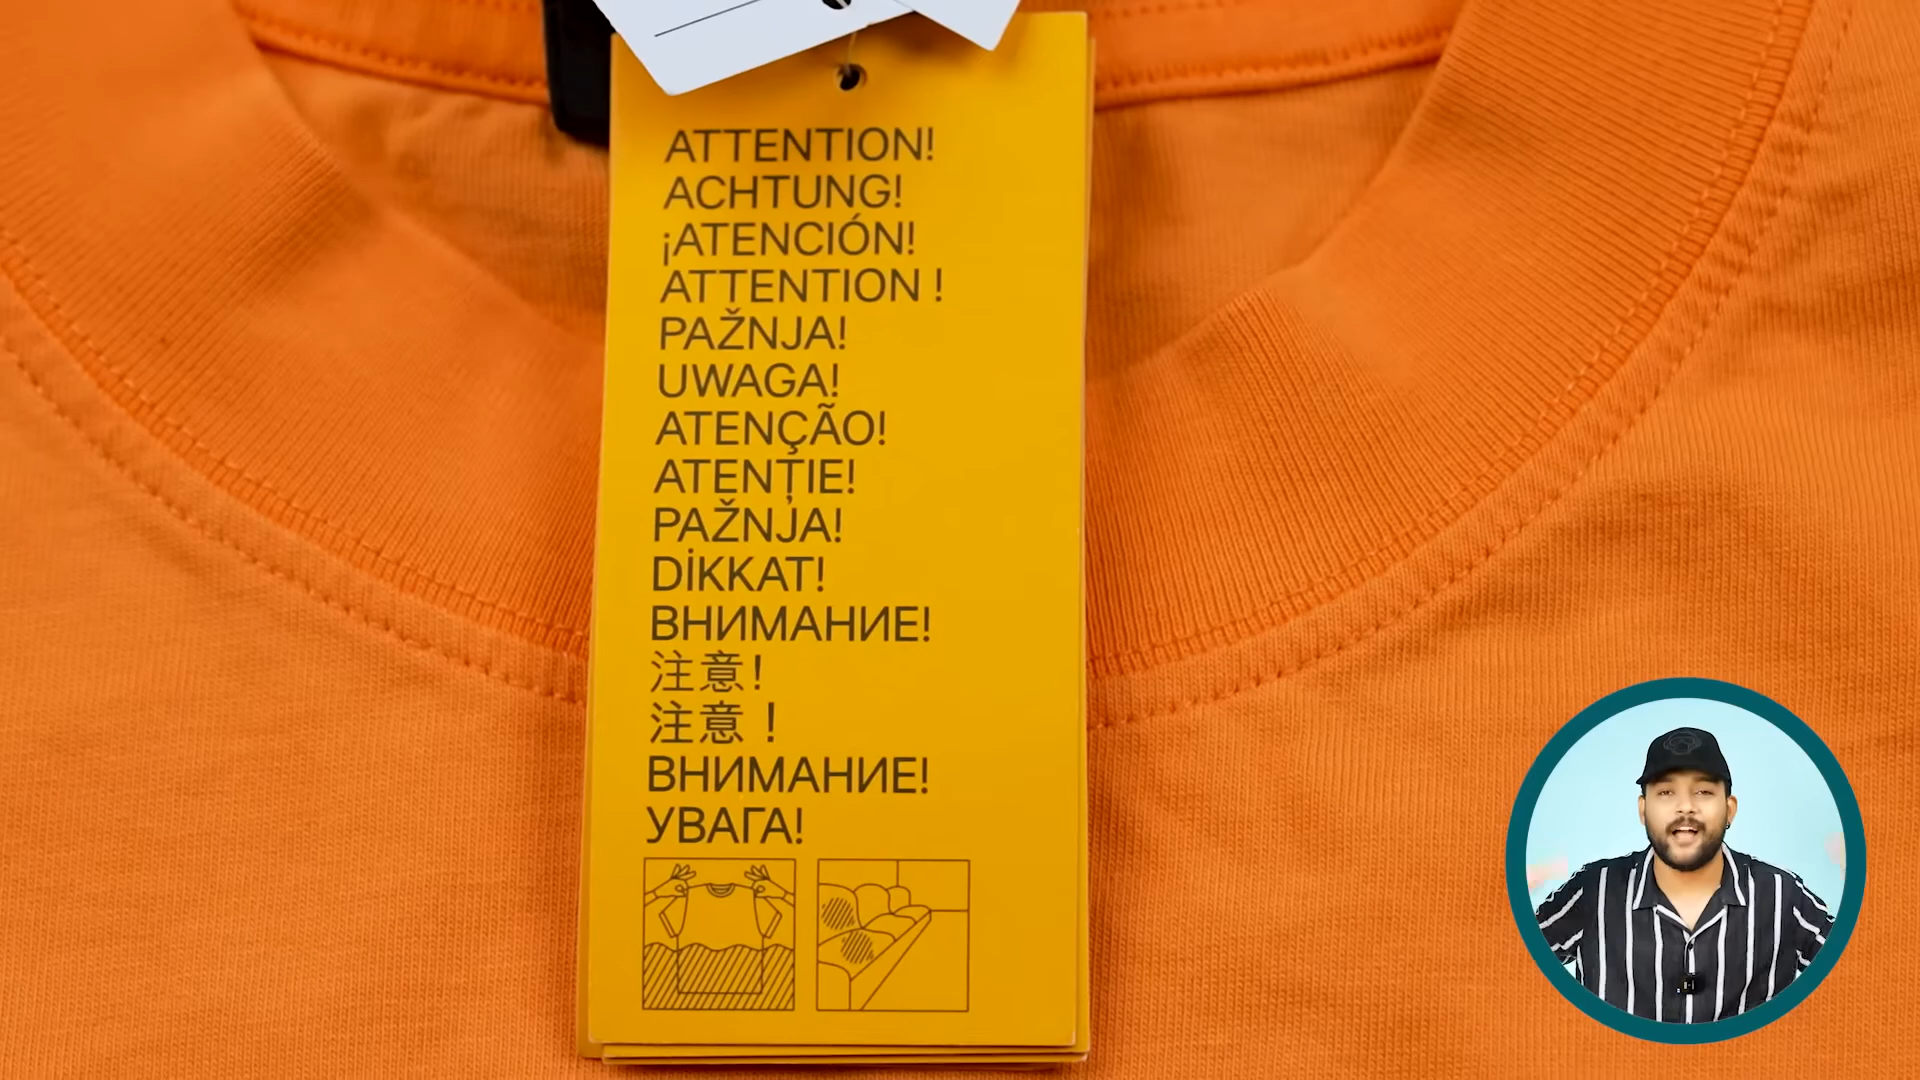 ATTENTION!
ACHTUNG!
¡ATENCIÓN!
ATTENTION !
PAŽNJA!
UWAGA!
ATENÇÃO!
ATENȚIE!
PAŽNJA!
DİKKAT!
ВНИМАНИЕ!
注意!
注意！
ВНИМАНИЕ!
УВАГА!